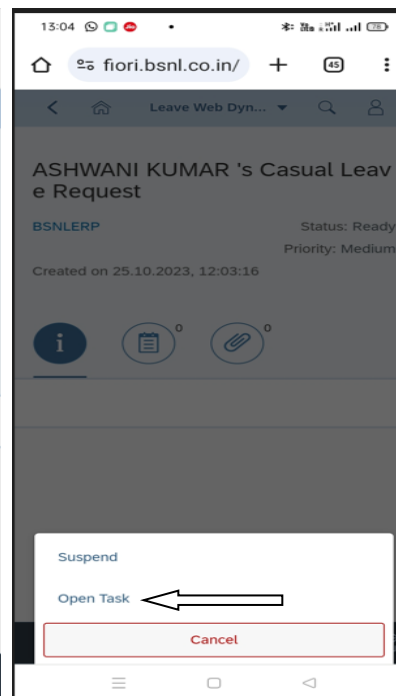 13:04
78
fiori.bsnl.co.in/
45
Leave Web Dyn...
ASHWANI KUMAR 's Casual Leav
e Request
BSNLERP
Status: Ready
Priority: Medium
Created on 25.10.2023, 12:03:16
0
0
Suspend
Open Task
Cancel